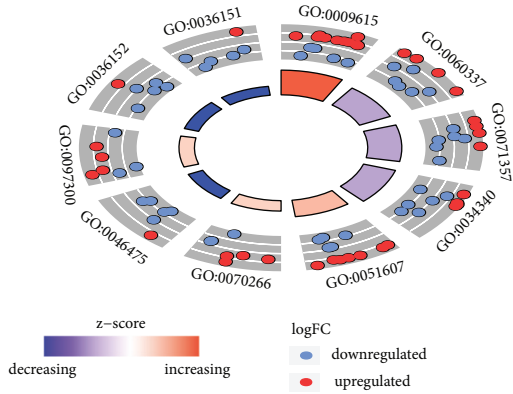 GO:0009615
GO:0060337
GO:0071357
GO:0034340
GO:0051607
GO:0070266
GO:0046475
GO:0097300
GO:0036152
GO:0036151
z−score
decreasing
increasing
logFC
downregulated
upregulated